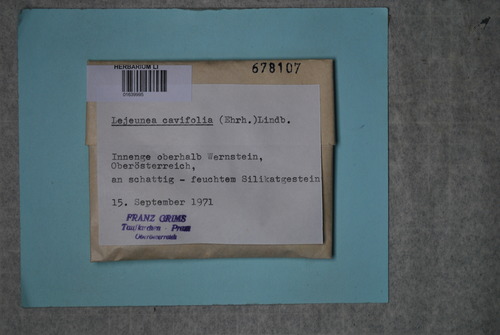 HERBARIUM LI
678107
Lejeunea cavifolia (Ehrh.)Lindb.
Innenge oberhalb Wernstein,
Oberösterreich,
an schattig - feuchtem Silikatgestein
15. September 1971
FRANZ GRIMS
Taufkirchen - Pram
Oberösterreich